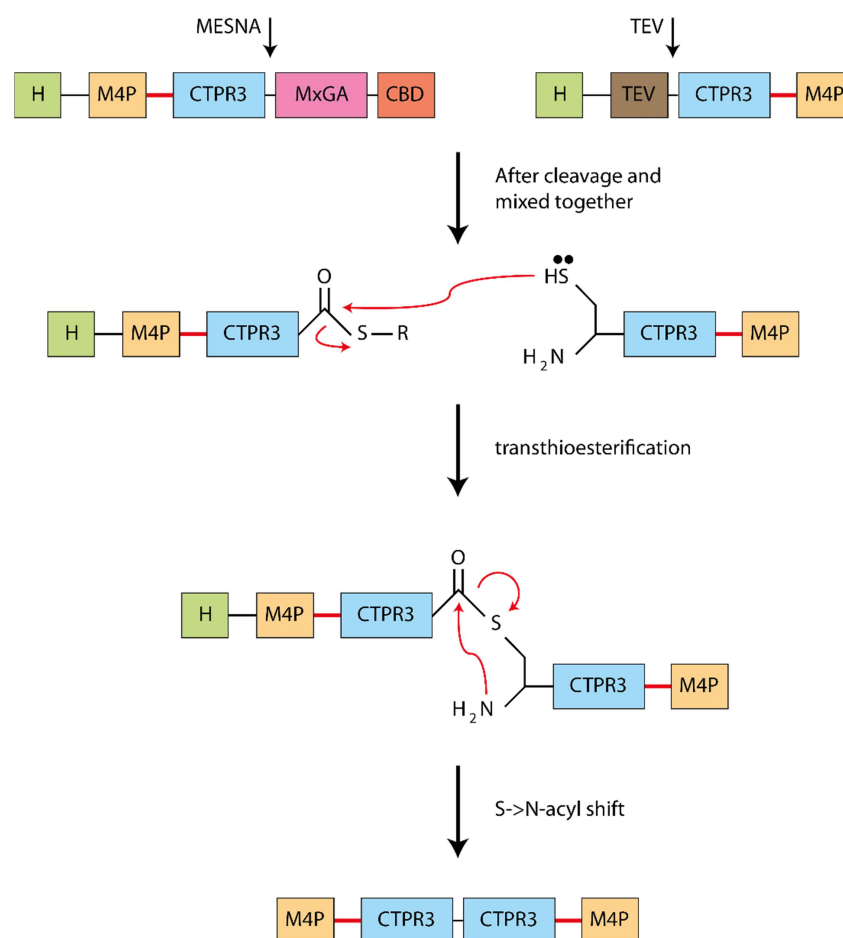 MESNA TEV
H M4P CTPR3 MxGA CBD H TEV CTPR3 M4P
After cleavage and
mixed together
O HS
H M4P CTPR3 S R CTPR3 M4P
H₂N
transthioesterification
O
H M4P CTPR3 S
CTPR3 M4P
H₂N
S->N-acyl shift
M4P CTPR3 CTPR3 M4P